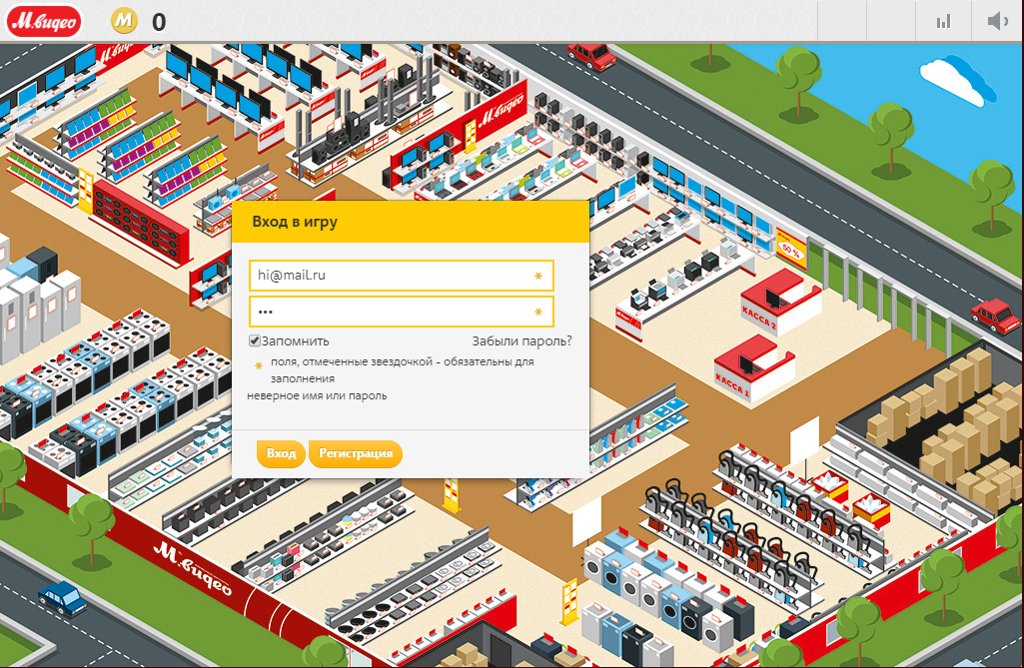 М.видео
М 0
М.видео
М.видео
Вход в игру
hi@mail.ru *
••• *
Запомнить Забыли пароль?
* поля, отмеченные звездочкой - обязательны для
заполнения
неверное имя или пароль
Вход Регистрация
КАССА 2
КАССА 1
М.видео